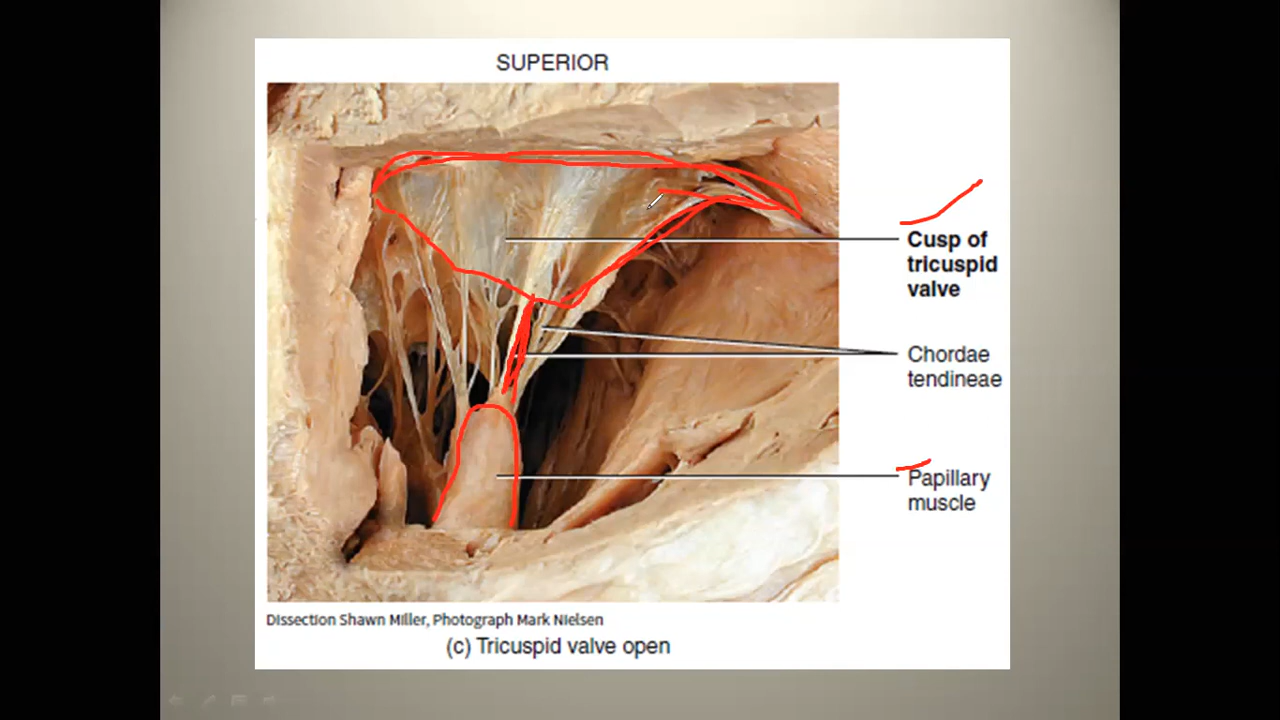 SUPERIOR
Cusp of
tricuspid
valve
Chordae
tendineae
Papillary
muscle
Dissection Shawn Miller, Photograph Mark Nielsen
(c) Tricuspid valve open